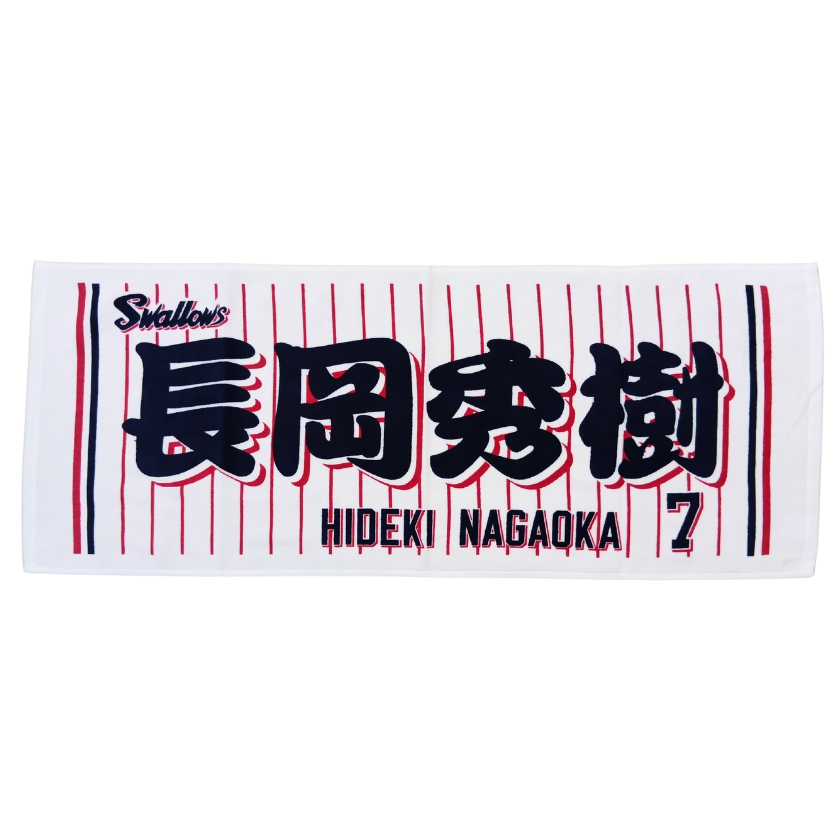 Swallows
長岡秀樹
HIDEKI NAGAOKA 7